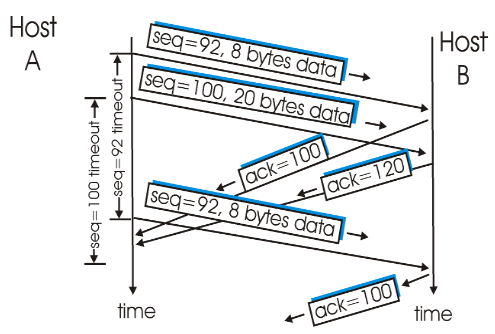 Host
A
Host
B
seq=92, 8 bytes data
seq=100, 20 bytes data
ack=100
ack=120
seq=100 timeout
seq=92 timeout
seq=92, 8 bytes data
ack=100
time
time